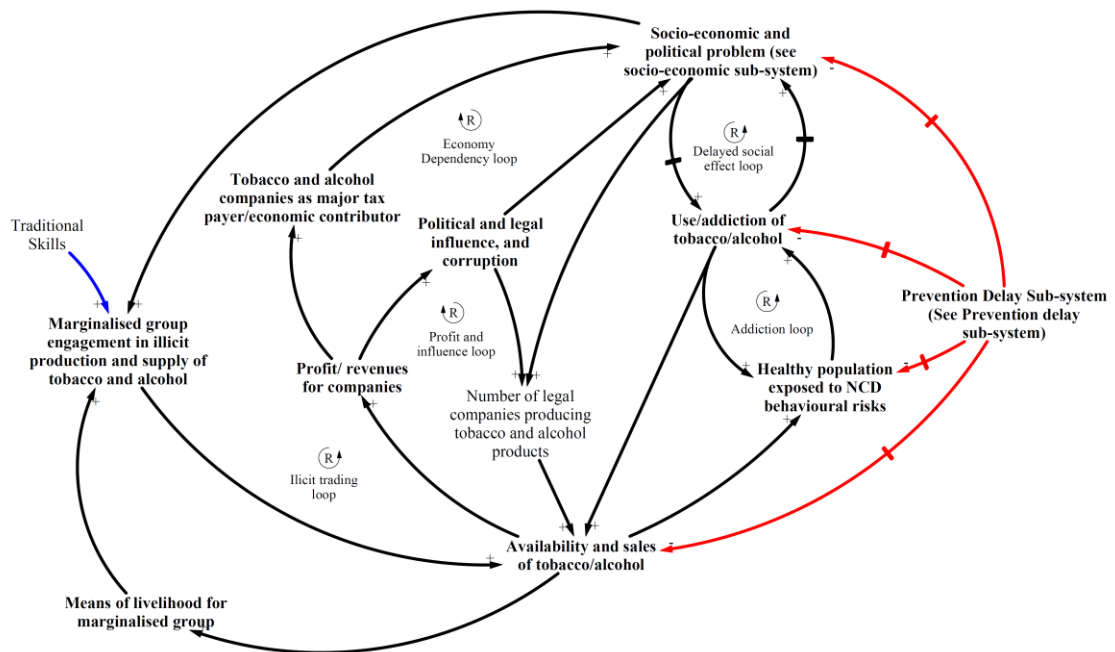 Socio-economic and
political problem (see
socio-economic sub-system)
+
+
-
+
R
Economy
Dependency loop
R
Delayed social
effect loop
Tobacco and alcohol
companies as major tax
payer/economic contributor
+
Traditional
Skills
Political and legal
influence, and
corruption
+
+
Use/addiction of
tobacco/alcohol
-
+
+ +
Marginalised group
engagement in illicit
production and supply of
tobacco and alcohol
+
R
Profit and
influence loop
R
Addiction loop
Prevention Delay Sub-system
(See Prevention delay
sub-system)
Profit/ revenues
for companies
+
+ +
Number of legal
companies producing
tobacco and alcohol
products
+
-
Healthy population
exposed to NCD
behavioural risks
+
R
Ilicit trading
loop
+ +
+
-
Availability and sales
of tobacco/alcohol
Means of livelihood for
marginalised group
+